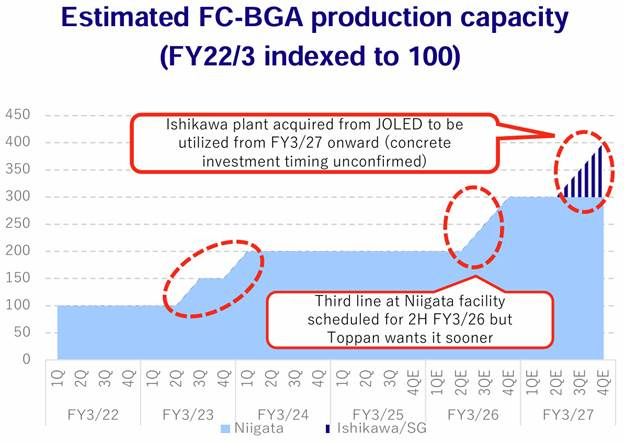 Estimated FC-BGA production capacity
(FY22/3 indexed to 100)
450
400
350
300
250
200
150
100
50
0
Ishikawa plant acquired from JOLED to be
utilized from FY3/27 onward (concrete
investment timing unconfirmed)
Third line at Niigata facility
scheduled for 2H FY3/26 but
Toppan wants it sooner
1Q 2Q 3Q 4Q 1Q 2Q 3Q 4Q 1Q 2Q 3Q 4Q 1Q 2Q 3Q 4Q 1QE 2QE 3QE 4QE 1QE 2QE 3QE 4QE
FY3/22 FY3/23 FY3/24 FY3/25 FY3/26 FY3/27
Niigata Ishikawa/SG